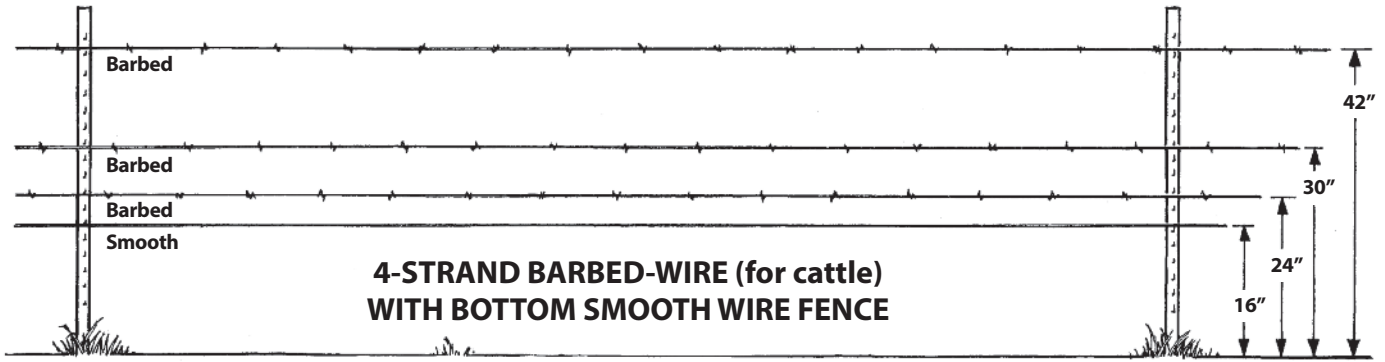 Barbed
42”
Barbed
30”
Barbed
Smooth
24”
16”
4-STRAND BARBED-WIRE (for cattle)
WITH BOTTOM SMOOTH WIRE FENCE